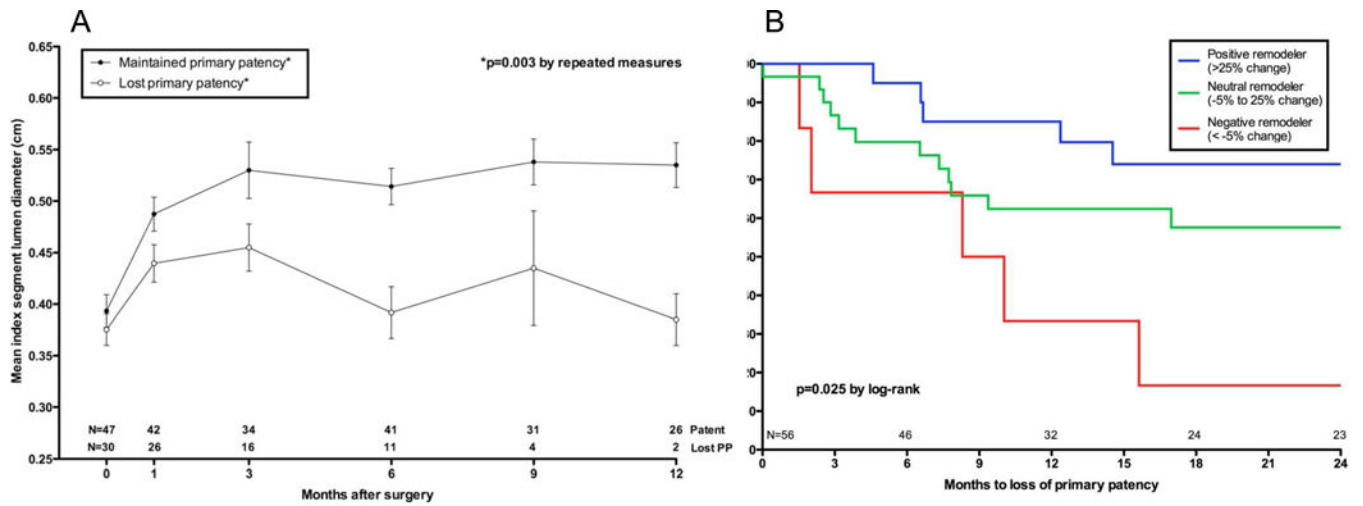 A
0.65
0.60
0.55
0.50
0.45
0.40
0.35
0.30
0.25
Mean index segment lumen diameter (cm)
Maintained primary patency*
Lost primary patency*
*p=0.003 by repeated measures
N=47 42 34 41 31 26 Patent
N=30 26 16 11 4 2 Lost PP
0 1 3 6 9 12
Months after surgery
B
70
20
Positive remodeler
(>25% change)
Neutral remodeler
(-5% to 25% change)
Negative remodeler
(< -5% change)
p=0.025 by log-rank
N=56 46 32 24 23
0 3 6 9 12 15 18 21 24
Months to loss of primary patency